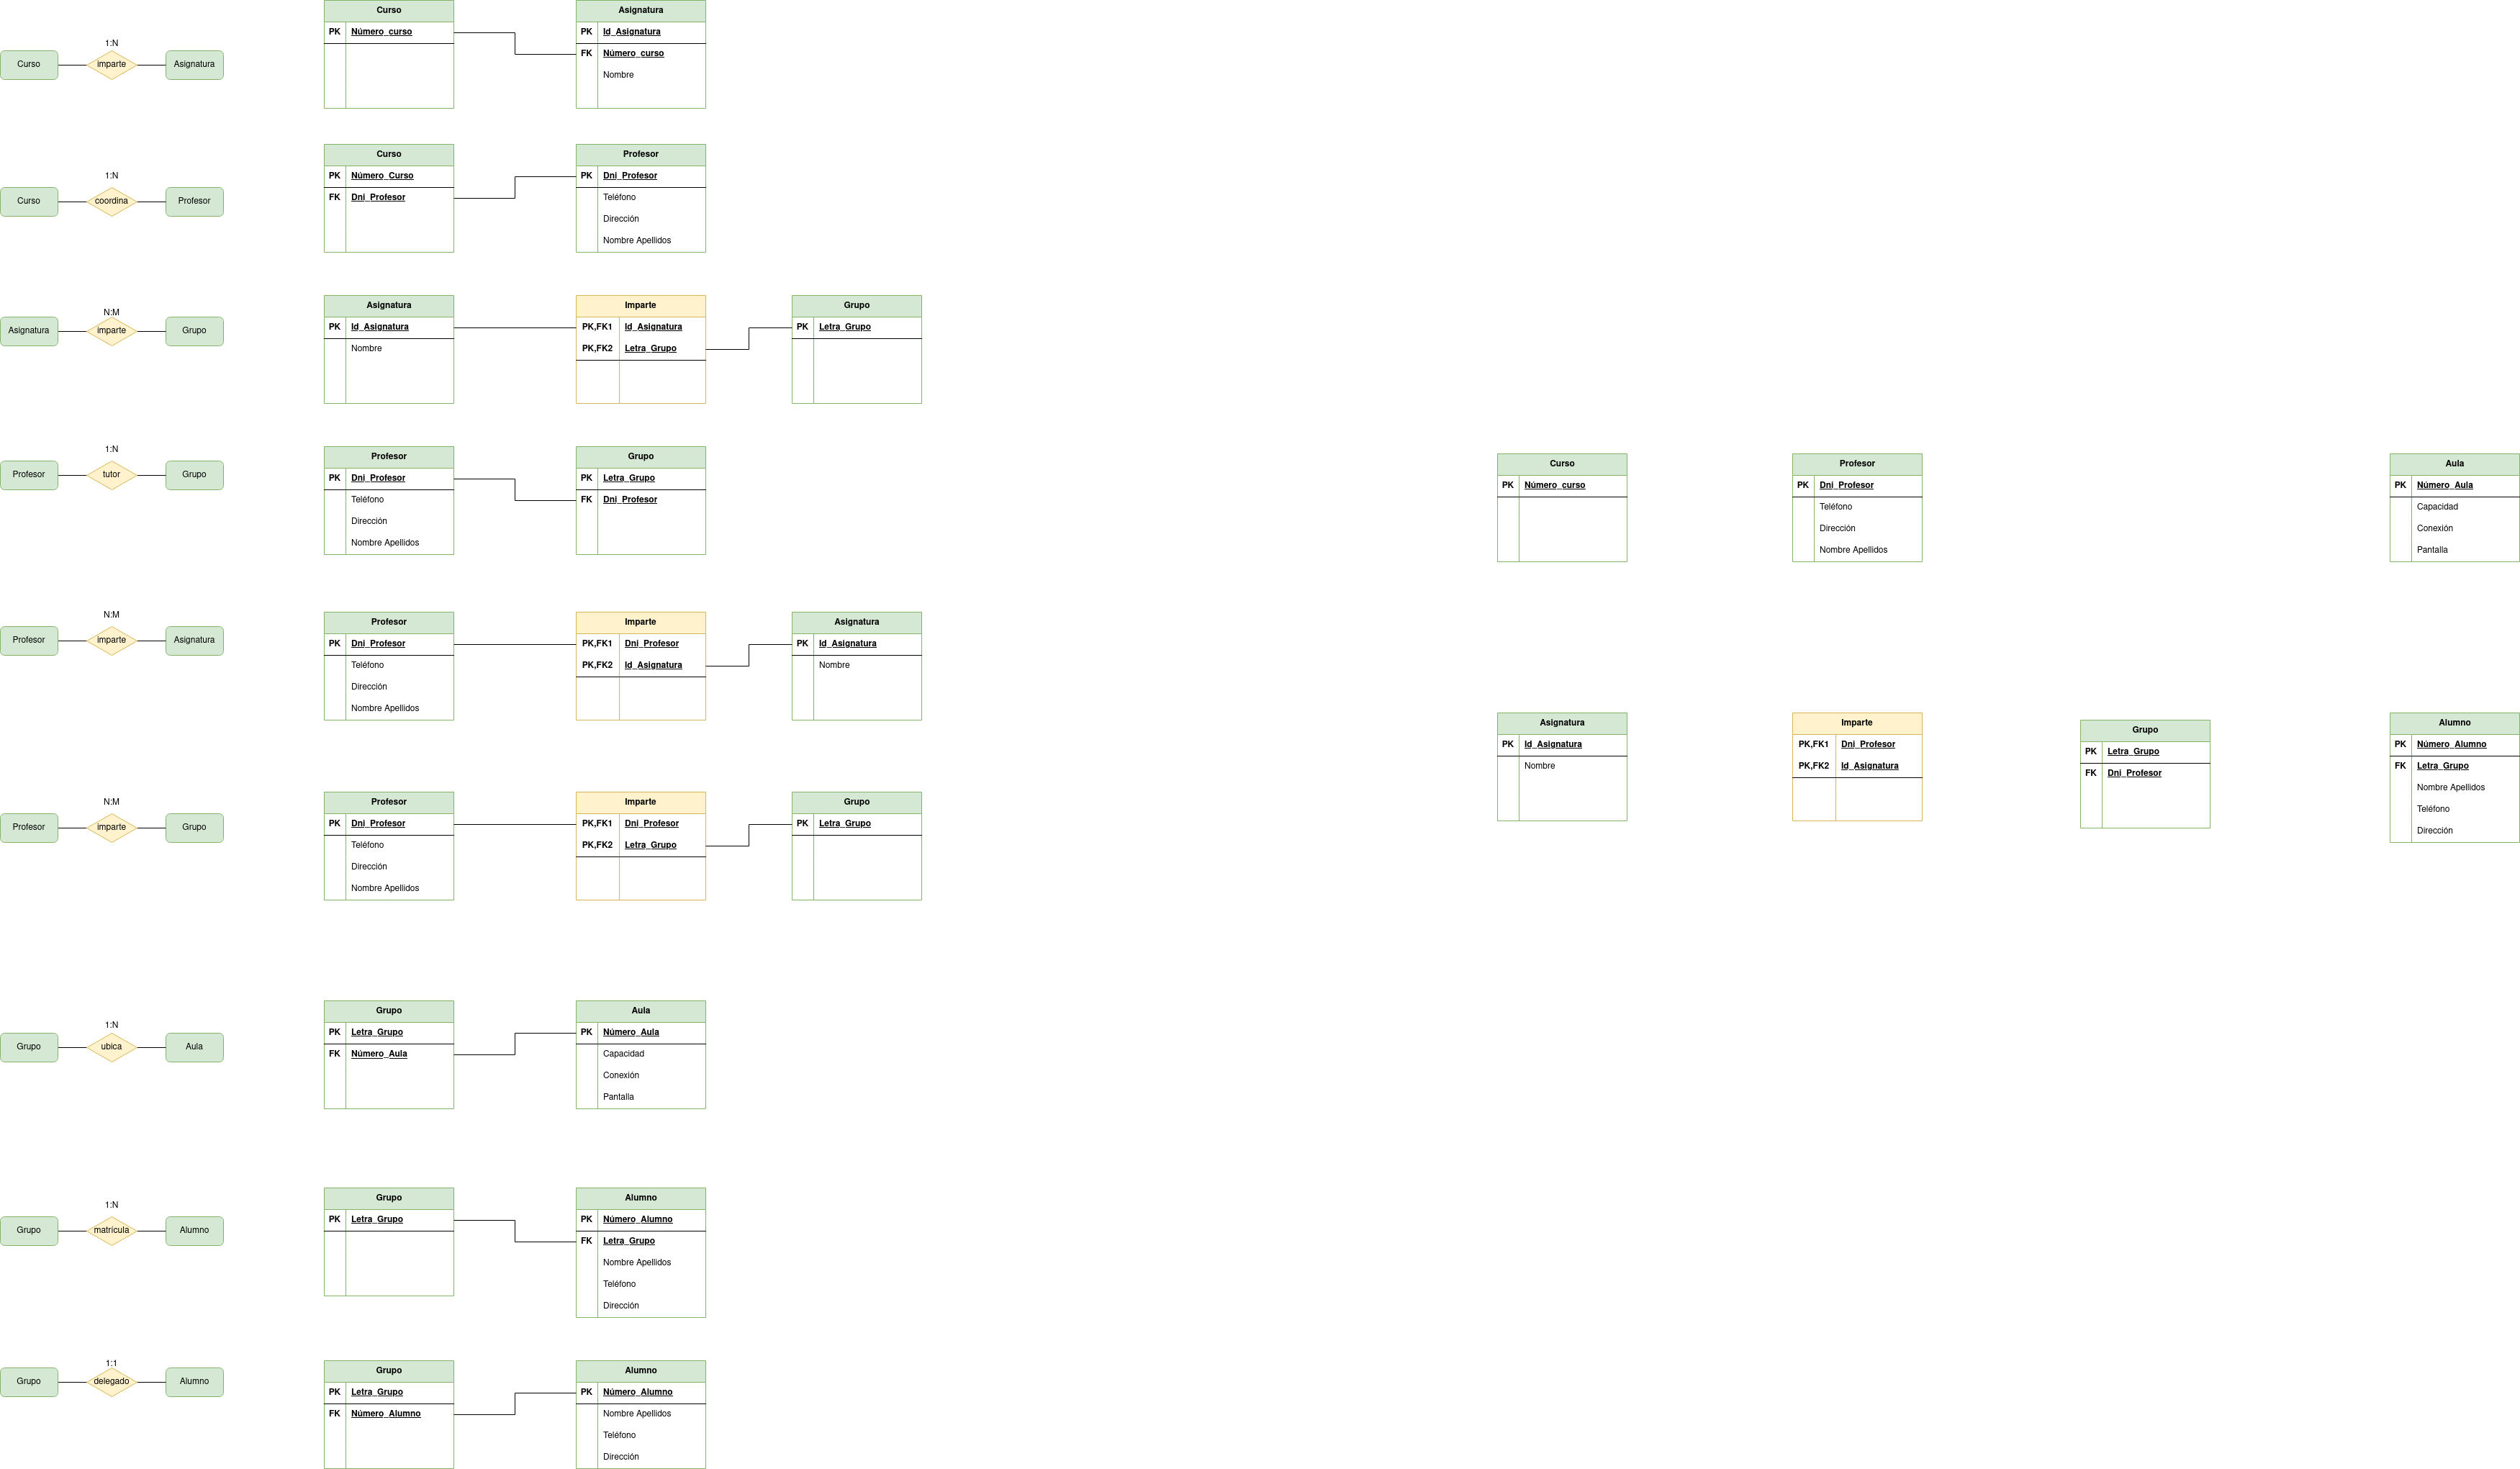 1:N
Curso
imparte
Asignatura
Curso
PK Número_curso
Asignatura
PK Id_Asignatura
FK Número_curso
Nombre
1:N
Curso
coordina
Profesor
Curso
PK Número_Curso
FK Dni_Profesor
Profesor
PK Dni_Profesor
Teléfono
Dirección
Nombre Apellidos
N:M
Asignatura
imparte
Grupo
Asignatura
PK Id_Asignatura
Nombre
Imparte
PK,FK1 Id_Asignatura
PK,FK2 Letra_Grupo
Grupo
PK Letra_Grupo
1:N
Profesor
tutor
Grupo
Profesor
PK Dni_Profesor
Teléfono
Dirección
Nombre Apellidos
Grupo
PK Letra_Grupo
FK Dni_Profesor
N:M
Profesor
imparte
Asignatura
Profesor
PK Dni_Profesor
Teléfono
Dirección
Nombre Apellidos
Imparte
PK,FK1 Dni_Profesor
PK,FK2 Id_Asignatura
Asignatura
PK Id_Asignatura
Nombre
N:M
Profesor
imparte
Grupo
Profesor
PK Dni_Profesor
Teléfono
Dirección
Nombre Apellidos
Imparte
PK,FK1 Dni_Profesor
PK,FK2 Letra_Grupo
Grupo
PK Letra_Grupo
1:N
Grupo
ubica
Aula
Grupo
PK Letra_Grupo
FK Número_Aula
Aula
PK Número_Aula
Capacidad
Conexión
Pantalla
1:N
Grupo
matrícula
Alumno
Grupo
PK Letra_Grupo
Alumno
PK Número_Alumno
FK Letra_Grupo
Nombre Apellidos
Teléfono
Dirección
1:1
Grupo
delegado
Alumno
Grupo
PK Letra_Grupo
FK Número_Alumno
Alumno
PK Número_Alumno
Nombre Apellidos
Teléfono
Dirección
Curso
PK Número_curso
Profesor
PK Dni_Profesor
Teléfono
Dirección
Nombre Apellidos
Aula
PK Número_Aula
Capacidad
Conexión
Pantalla
Asignatura
PK Id_Asignatura
Nombre
Imparte
PK,FK1 Dni_Profesor
PK,FK2 Id_Asignatura
Grupo
PK Letra_Grupo
FK Dni_Profesor
Alumno
PK Número_Alumno
FK Letra_Grupo
Nombre Apellidos
Teléfono
Dirección